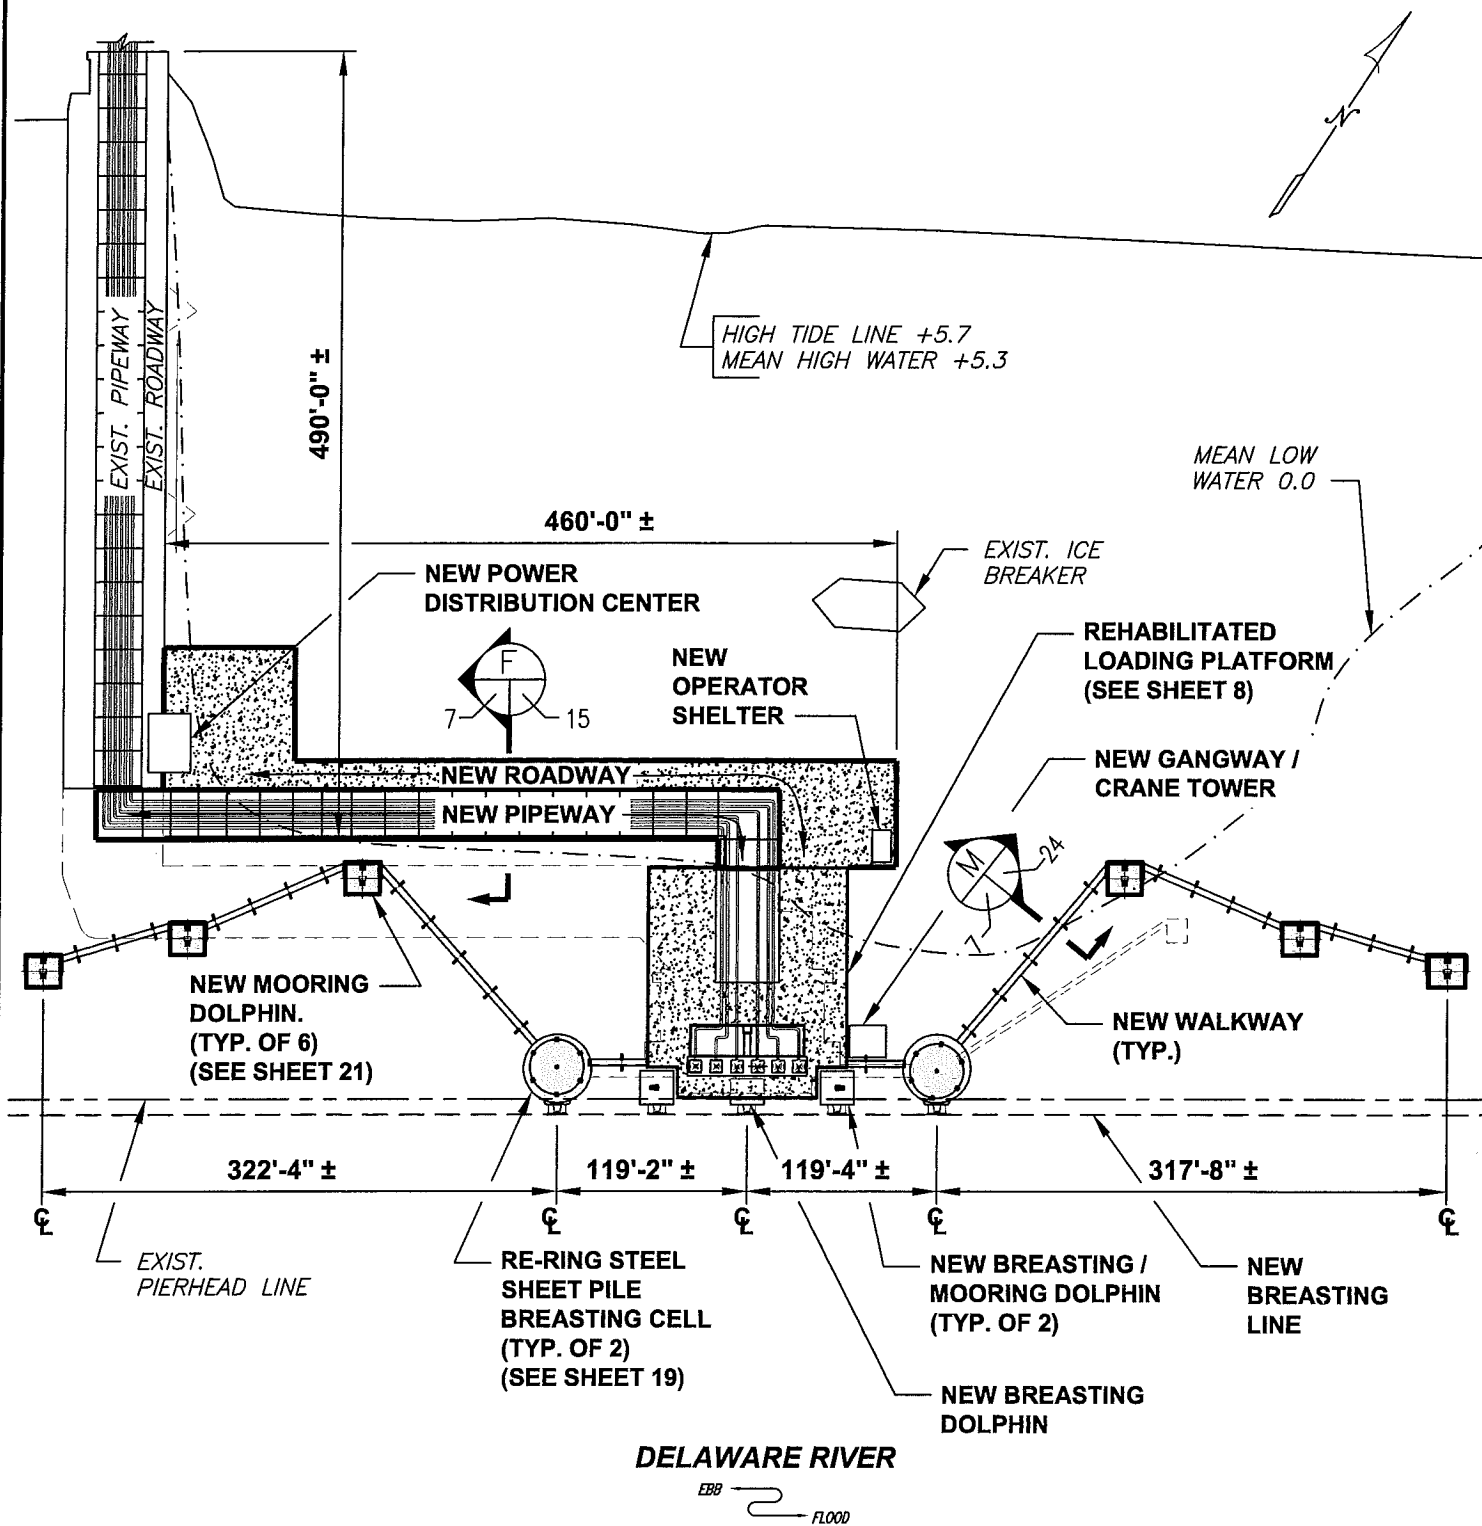 N
HIGH TIDE LINE +5.7
MEAN HIGH WATER +5.3
EXIST. PIPEWAY
EXIST. ROADWAY
490'-0" ±
MEAN LOW
WATER 0.0
460'-0" ±
EXIST. ICE
BREAKER
NEW POWER
DISTRIBUTION CENTER
REHABILITATED
LOADING PLATFORM
(SEE SHEET 8)
F
7
15
NEW
OPERATOR
SHELTER
NEW GANGWAY /
CRANE TOWER
NEW ROADWAY
NEW PIPEWAY
M
24
7
NEW MOORING
DOLPHIN.
(TYP. OF 6)
(SEE SHEET 21)
NEW WALKWAY
(TYP.)
322'-4" ±
119'-2" ±
119'-4" ±
317'-8" ±
℄
℄
℄
℄
℄
EXIST.
PIERHEAD LINE
RE-RING STEEL
SHEET PILE
BREASTING CELL
(TYP. OF 2)
(SEE SHEET 19)
NEW BREASTING /
MOORING DOLPHIN
(TYP. OF 2)
NEW
BREASTING
LINE
NEW BREASTING
DOLPHIN
DELAWARE RIVER
EBB
FLOOD